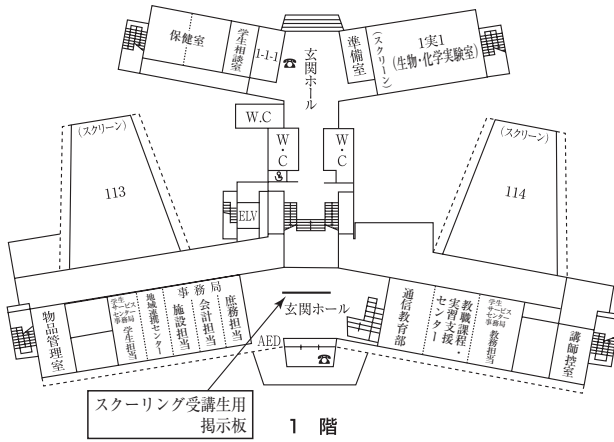 保健室
学生相談室
1-1-1
玄関ホール
準備室
(スクリーン)
1実1
(生物・化学実験室)
W.C
W・C
W・C
(スクリーン)
113
ELV
(スクリーン)
114
物品管理室
学生サービスセンター事務局
学生担当
地域連携センター
事務局
施設担当
会計担当
庶務担当
玄関ホール
AED
通信教育部
教職課程・
実習支援
センター
学生サービスセンター事務局
教務担当
講師控室
スクーリング受講生用
掲示板
1 階